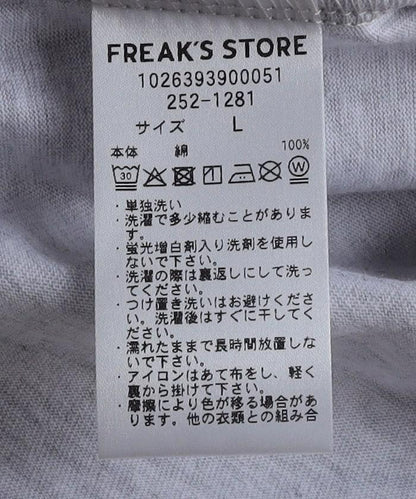 FREAK'S STORE
1026393900051
252-1281
サイズ L
本体 綿 100%
30 W
・単独洗い
・洗濯で多少縮むことがありま
す。
・蛍光増白剤入り洗剤を使用し
ないで下さい。
・洗濯の際は裏返しにして洗っ
てください。
・つけ置き洗いはお避けくださ
い。洗濯後はすぐに干してく
ださい。
・濡れたままで長時間放置しな
いで下さい。
・アイロンはあて布をし、軽く
裏から掛けて下さい。
・摩擦により色が移る場合があ
ります。他の衣類との組み合